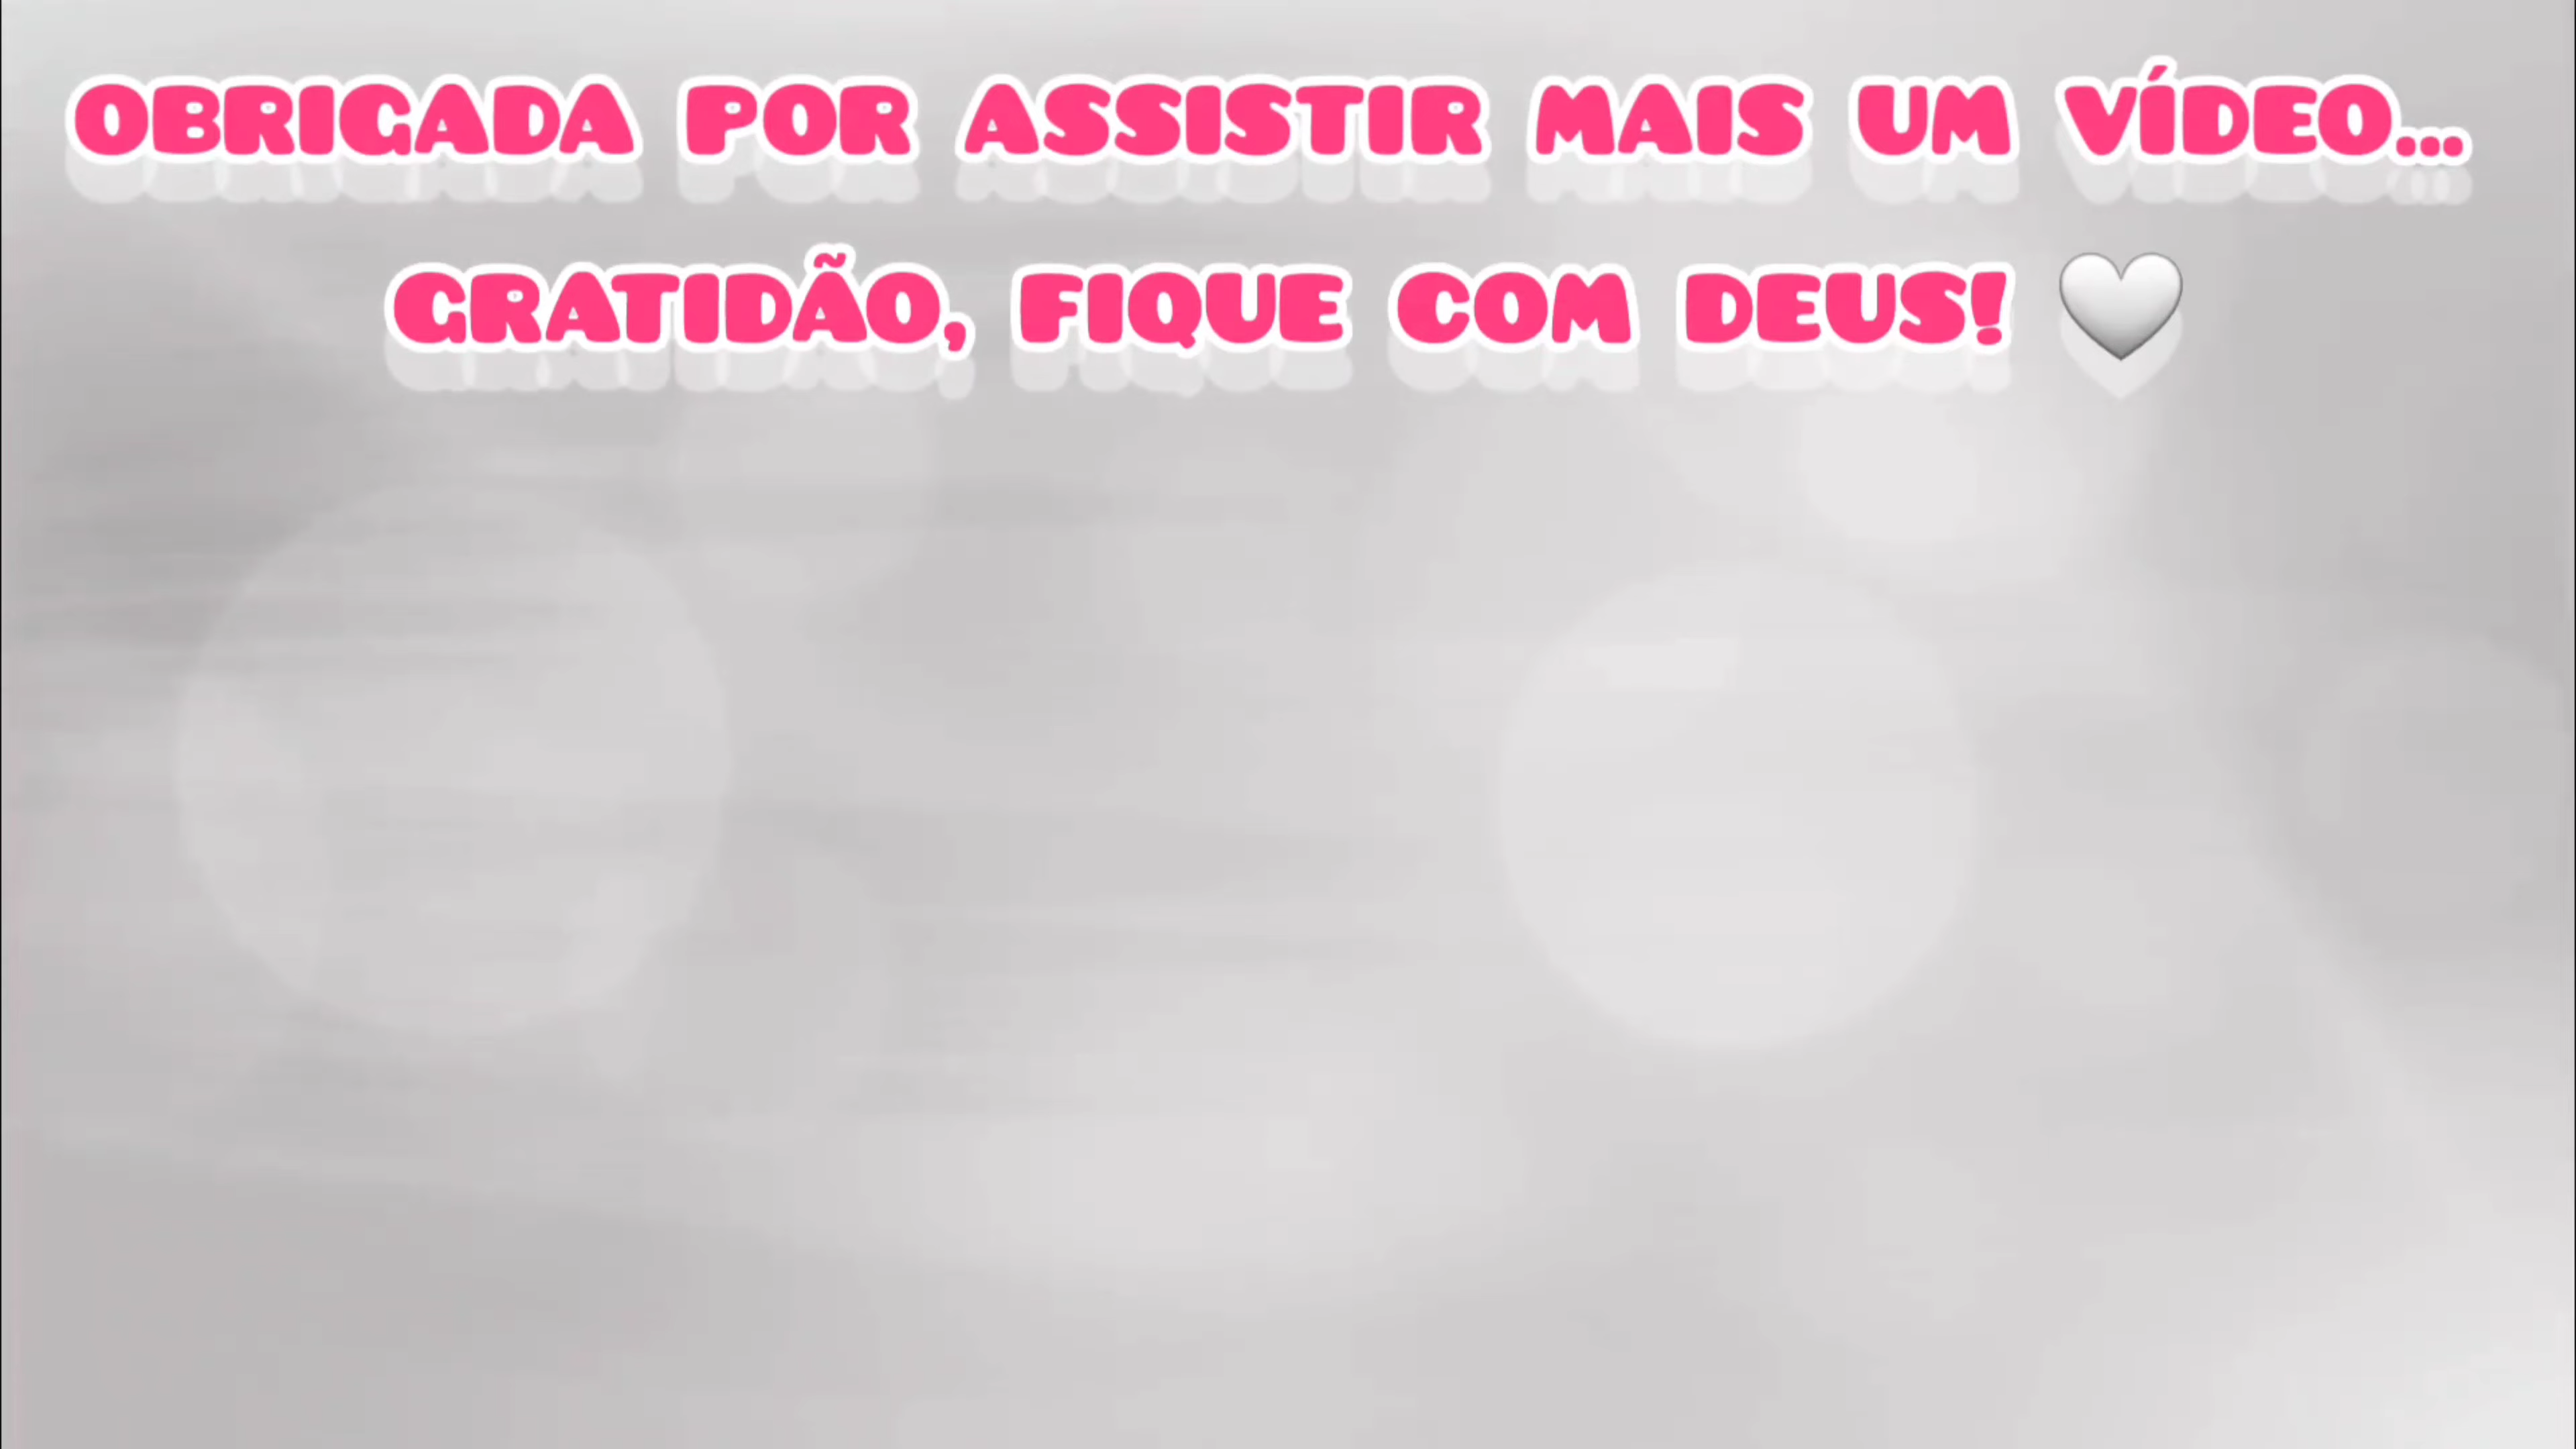 OBRIGADA POR ASSISTIR MAIS UM VÍDEO...
GRATIDÃO, FIQUE COM DEUS! 🤍